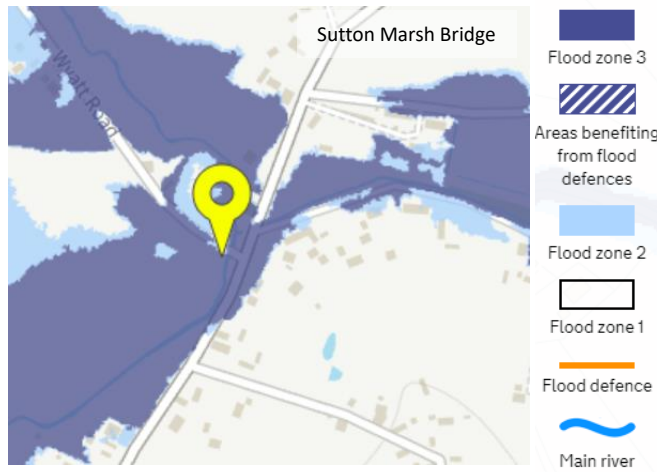 Sutton Marsh Bridge
Wyatt Road
Flood zone 3
Areas benefiting
from flood
defences
Flood zone 2
Flood zone 1
Flood defence
Main river